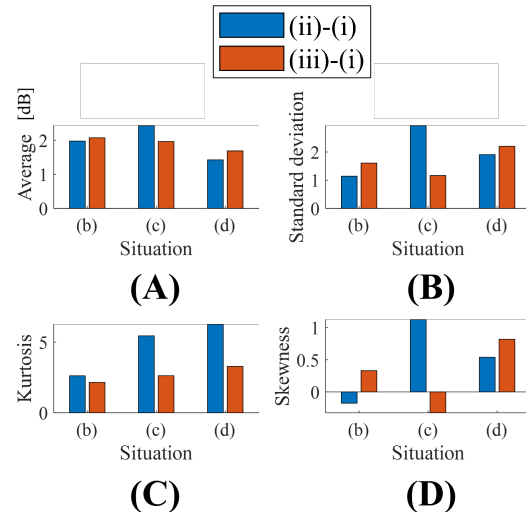 (ii)-(i)
(iii)-(i)
Average [dB]
2
1
0
(b) (c) (d)
Situation
(A)
Standard deviation
2
1
0
(b) (c) (d)
Situation
(B)
Kurtosis
5
0
(b) (c) (d)
Situation
(C)
Skewness
1
0.5
0
(b) (c) (d)
Situation
(D)